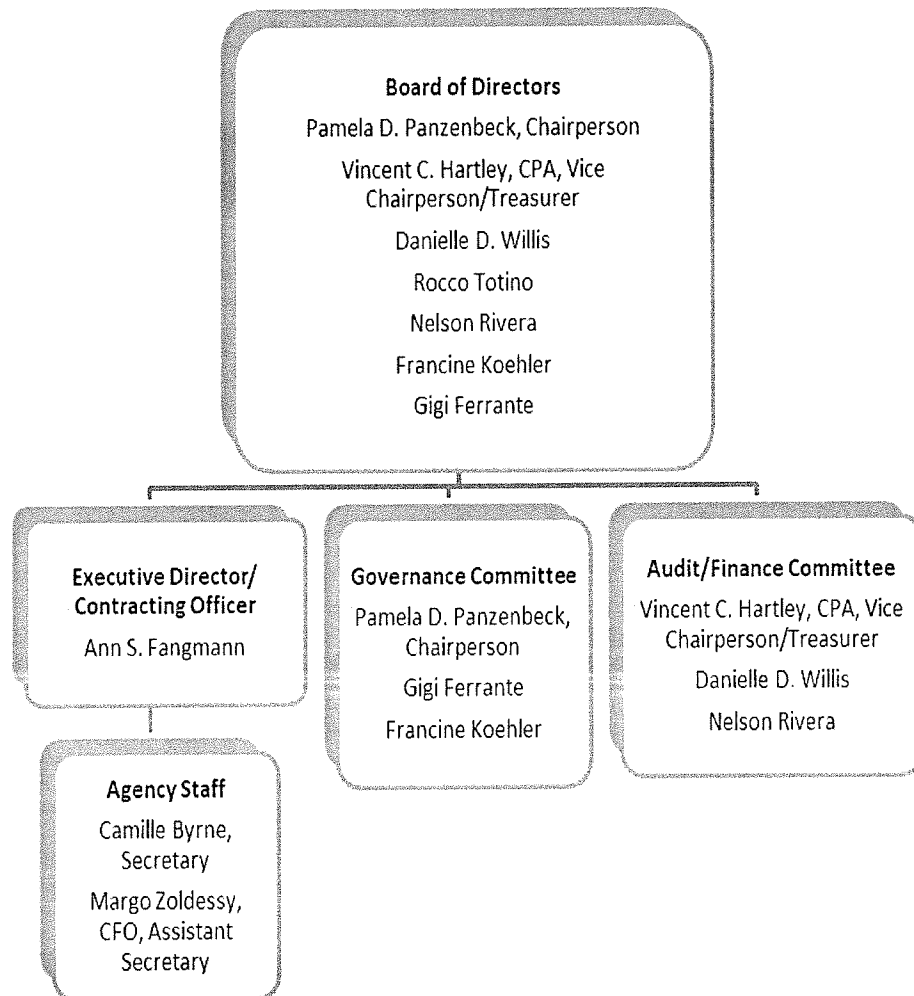 Board of Directors
Pamela D. Panzenbeck, Chairperson
Vincent C. Hartley, CPA, Vice
Chairperson/Treasurer
Danielle D. Willis
Rocco Totino
Nelson Rivera
Francine Koehler
Gigi Ferrante
Executive Director/
Contracting Officer
Ann S. Fangmann
Governance Committee
Pamela D. Panzenbeck,
Chairperson
Gigi Ferrante
Francine Koehler
Audit/Finance Committee
Vincent C. Hartley, CPA, Vice
Chairperson/Treasurer
Danielle D. Willis
Nelson Rivera
Agency Staff
Camille Byrne,
Secretary
Margo Zoldessy,
CFO, Assistant
Secretary